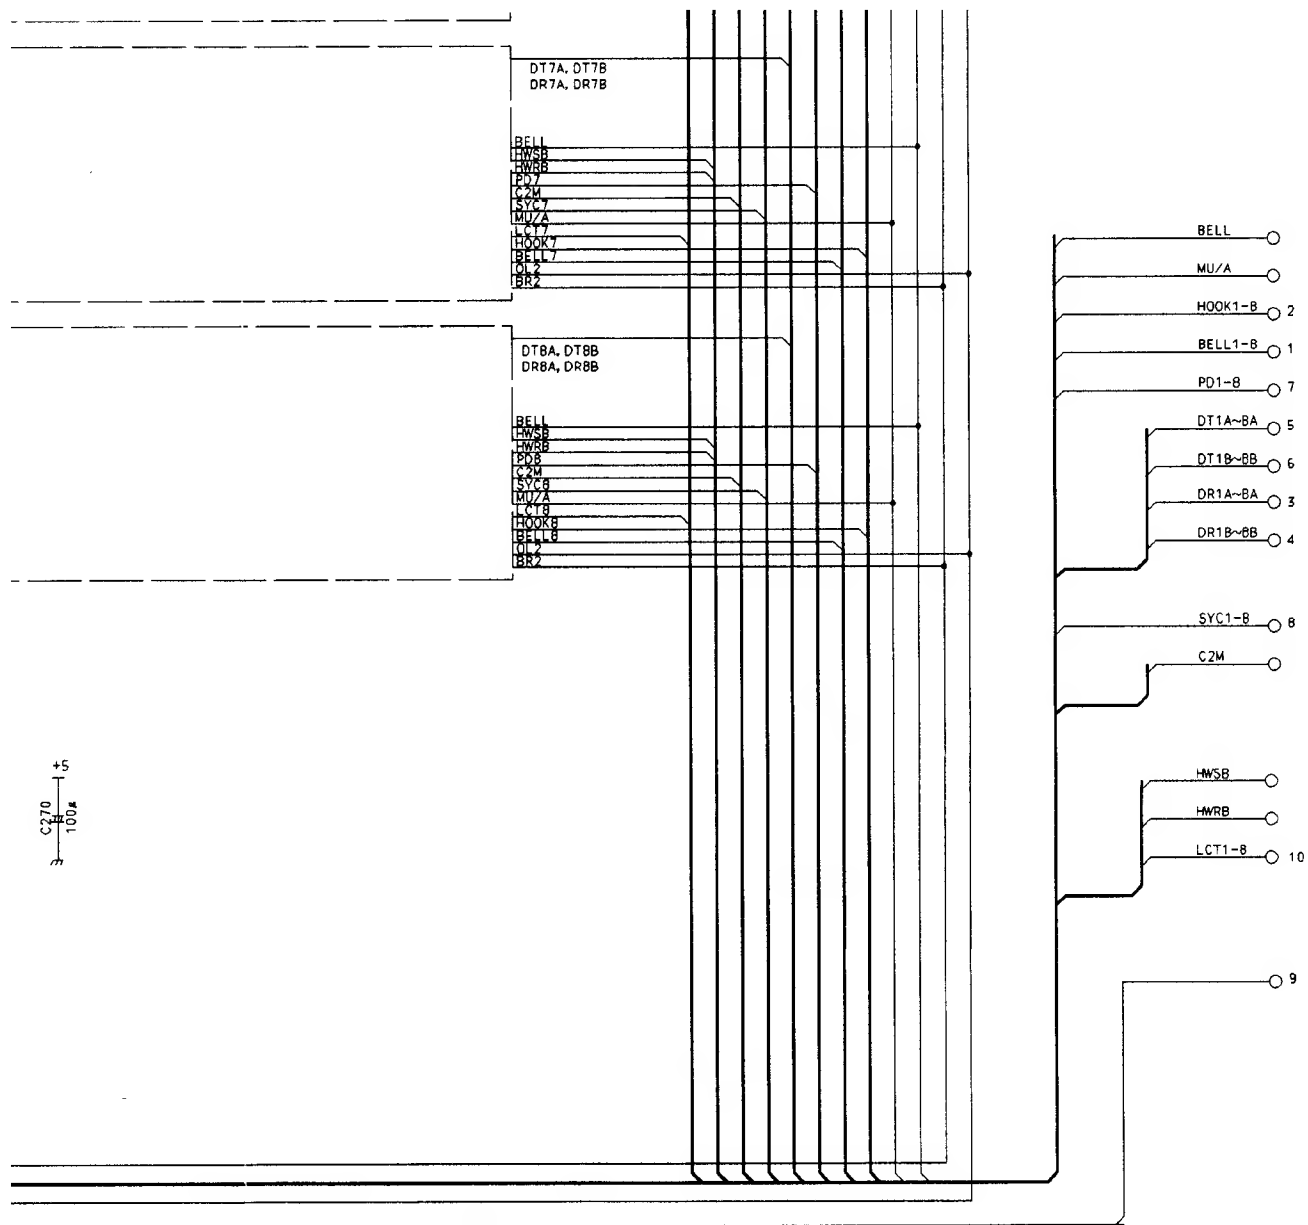 DT7A, DT7B
DR7A, DR7B
BELL
HWSB
HWRB
PD7
C2M
SYC7
MU/A
LCT7
HOOK7
BELL7
OL2
BR2
DT8A, DT8B
DR8A, DR8B
BELL
HWSB
HWRB
PD8
C2M
SYC8
MU/A
LCT8
HOOK8
BELL8
OL2
BR2
BELL
MU/A
HOOK1-8 2
BELL1-8 1
PD1-8 7
DT1A~8A 5
DT1B~8B 6
DR1A~8A 3
DR1B~8B 4
SYC1-8 8
C2M
HWSB
HWRB
LCT1-8 10
9
+5
C270
100μ